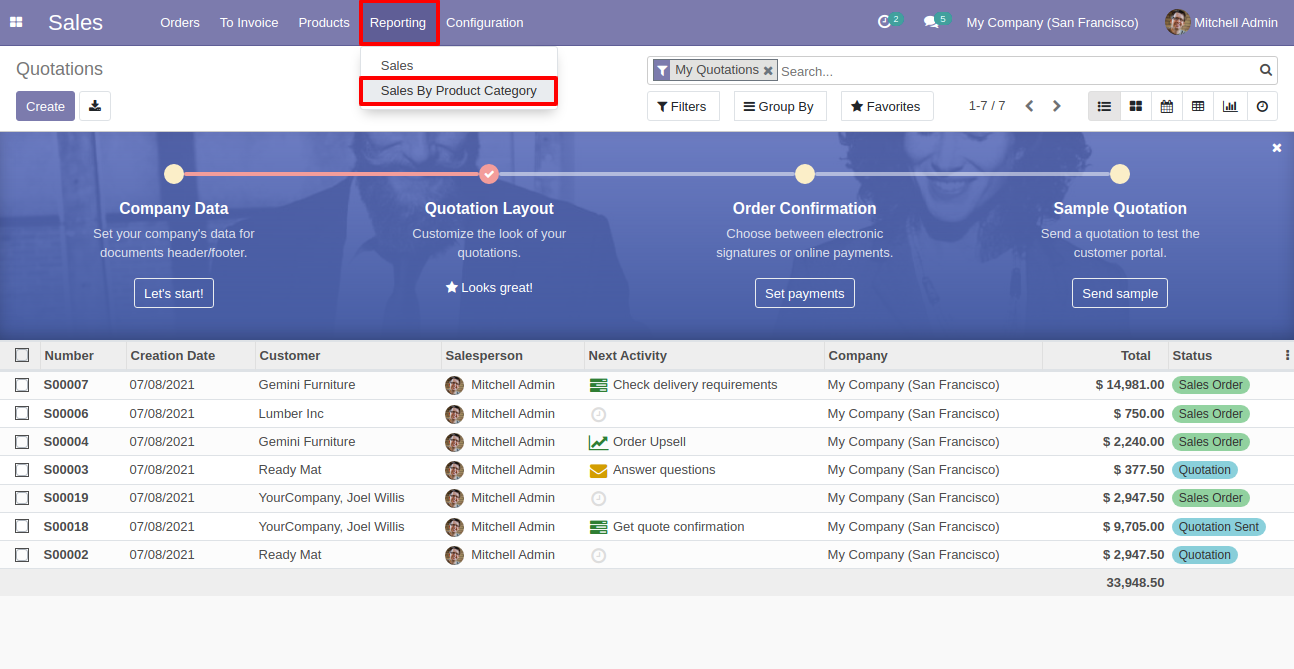 Sales Orders To Invoice Products Reporting Configuration 2 5 My Company (San Francisco) Mitchell Admin
Sales
Sales By Product Category
Quotations
My Quotations Search...
Create
Filters Group By Favorites 1-7 / 7
Company Data Quotation Layout Order Confirmation Sample Quotation
Set your company's data for Customize the look of your Choose between electronic Send a quotation to test the
documents header/footer. quotations. signatures or online payments. customer portal.
Let's start! Looks great! Set payments Send sample
Number Creation Date Customer Salesperson Next Activity Company Total Status
S00007 07/08/2021 Gemini Furniture Mitchell Admin Check delivery requirements My Company (San Francisco) $ 14,981.00 Sales Order
S00006 07/08/2021 Lumber Inc Mitchell Admin My Company (San Francisco) $ 750.00 Sales Order
S00004 07/08/2021 Gemini Furniture Mitchell Admin Order Upsell My Company (San Francisco) $ 2,240.00 Sales Order
S00003 07/08/2021 Ready Mat Mitchell Admin Answer questions My Company (San Francisco) $ 377.50 Quotation
S00019 07/08/2021 YourCompany, Joel Willis Mitchell Admin My Company (San Francisco) $ 2,947.50 Sales Order
S00018 07/08/2021 YourCompany, Joel Willis Mitchell Admin Get quote confirmation My Company (San Francisco) $ 9,705.00 Quotation Sent
S00002 07/08/2021 Ready Mat Mitchell Admin My Company (San Francisco) $ 2,947.50 Quotation
33,948.50